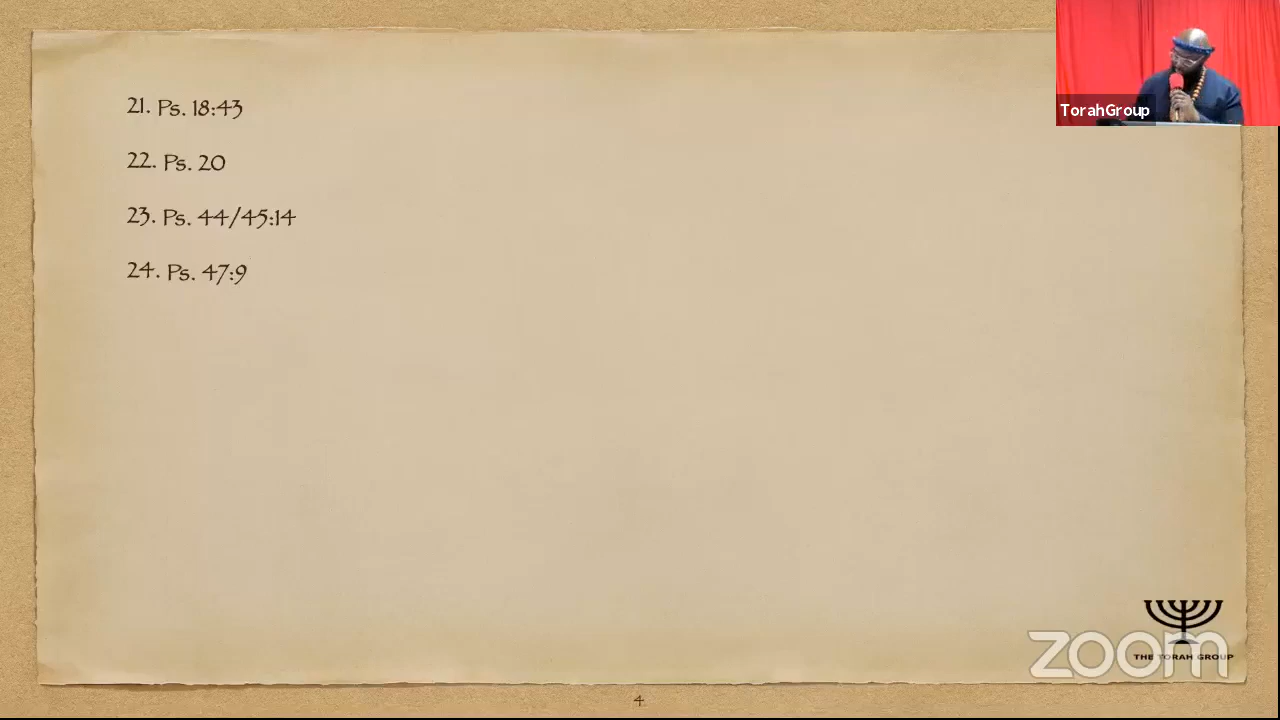 21. Ps. 18:43
22. Ps. 20
23. Ps. 44/45:14
24. Ps. 47:9
TorahGroup
THE TORAH GROUP
zoom
4